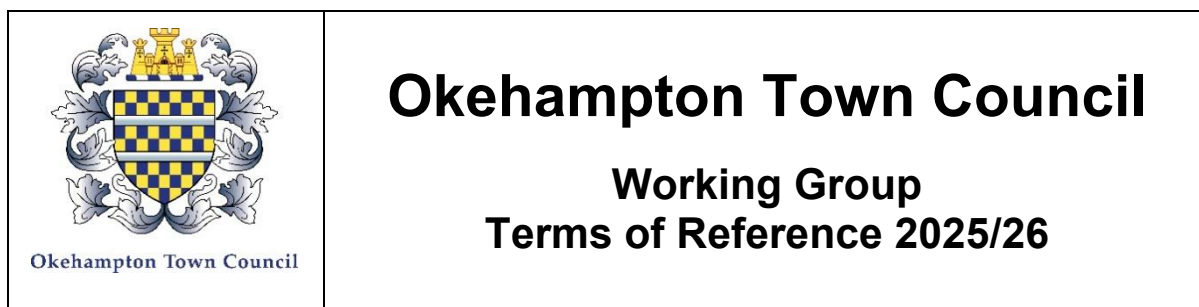 Okehampton Town Council
Okehampton Town Council
Working Group
Terms of Reference 2025/26